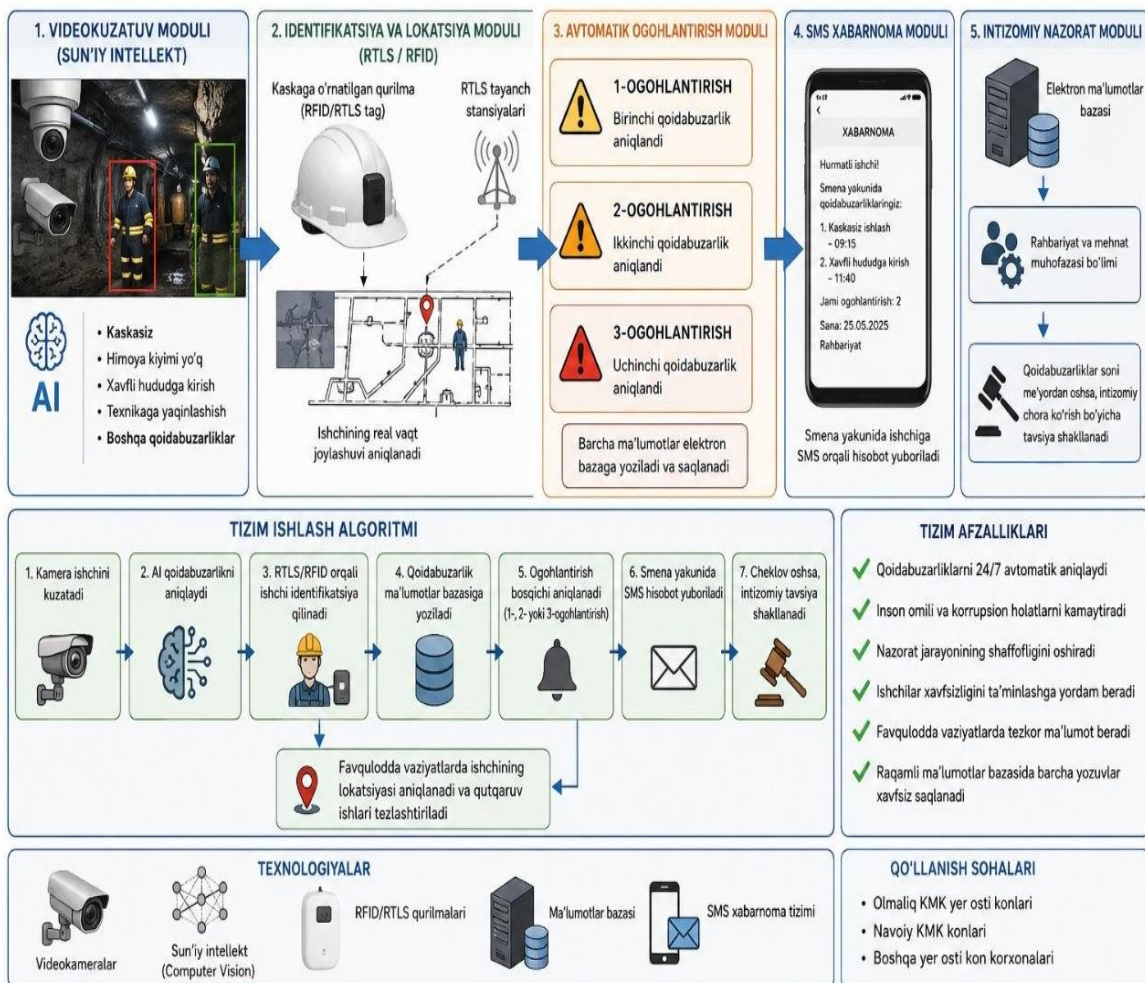 1. VIDEOKUZATUV MODULI
(SUN'IY INTELLEKT)
AI
• Kaskasiz
• Himoya kiyimi yo'q
• Xavfli hududga kirish
• Texnikaga yaqinlashish
• Boshqa qoidabuzarliklar
2. IDENTIFIKATSIYA VA LOKATSIYA MODULI
(RTLS / RFID)
Kaskaga o'rnatilgan qurilma
(RFID/RTLS tag)
RTLS tayanch
stansiyalari
Ishchining real vaqt
joylashuvi aniqlanadi
3. AVTOMATIK OGOHLANTIRISH MODULI
1-OGOHLANTIRISH
Birinchi qoidabuzarlik
aniqlandi
2-OGOHLANTIRISH
Ikkinchi qoidabuzarlik
aniqlandi
3-OGOHLANTIRISH
Uchinchi qoidabuzarlik
aniqlandi
Barcha ma'lumotlar elektron
bazaga yoziladi va saqlanadi
4. SMS XABARNOMA MODULI
XABARNOMA
Hurmatli ishchi!
Smena yakunida
qoidabuzarliklaringiz:
1. Kaskasiz ishlash
– 09:15
2. Xavfli hududga kirish
– 11:40
Jami ogohlantirish: 2
Sana: 25.05.2025
Rahbariyat
Smena yakunida ishchiga
SMS orqali hisobot yuboriladi
5. INTIZOMIY NAZORAT MODULI
Elektron ma'lumotlar
bazasi
Rahbariyat va mehnat
muhofazasi bo'limi
Qoidabuzarliklar soni
me'yordan oshsa, intizomiy
chora ko'rish bo'yicha
tavsiya shakllanadi
TIZIM ISHLASH ALGORITMI
1. Kamera ishchini
kuzatadi
2. AI qoidabuzarlikni
aniqlaydi
3. RTLS/RFID orqali
ishchi identifikatsiya
qilinadi
4. Qoidabuzarlik
ma'lumotlar bazasiga
yoziladi
5. Ogohlantirish
bosqichi aniqlanadi
(1-, 2- yoki 3-ogohlantirish)
6. Smena yakunida
SMS hisobot yuboriladi
7. Cheklov oshsa,
intizomiy tavsiya
shakllanadi
Favqulodda vaziyatlarda ishchining
lokatsiyasi aniqlanadi va qutqaruv
ishlari tezlashtiriladi
TIZIM AFZALLIKLARI
Qoidabuzarliklarni 24/7 avtomatik aniqlaydi
Inson omili va korrupsion holatlarni kamaytiradi
Nazorat jarayonining shaffofligini oshiradi
Ishchilar xavfsizligini ta'minlashga yordam beradi
Favqulodda vaziyatlarda tezkor ma'lumot beradi
Raqamli ma'lumotlar bazasida barcha yozuvlar
xavfsiz saqlanadi
TEXNOLOGIYALAR
Videokameralar
Sun'iy intellekt
(Computer Vision)
RFID/RTLS qurilmalari
Ma'lumotlar bazasi
SMS xabarnoma tizimi
QO'LLANISH SOHALARI
• Olmaliq KMK yer osti konlari
• Navoiy KMK konlari
• Boshqa yer osti kon korxonalari